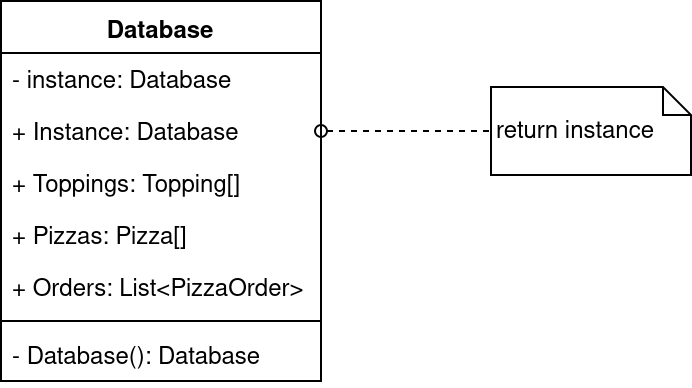 Database
- instance: Database
+ Instance: Database
return instance
+ Toppings: Topping[]
+ Pizzas: Pizza[]
+ Orders: List<PizzaOrder>
- Database(): Database